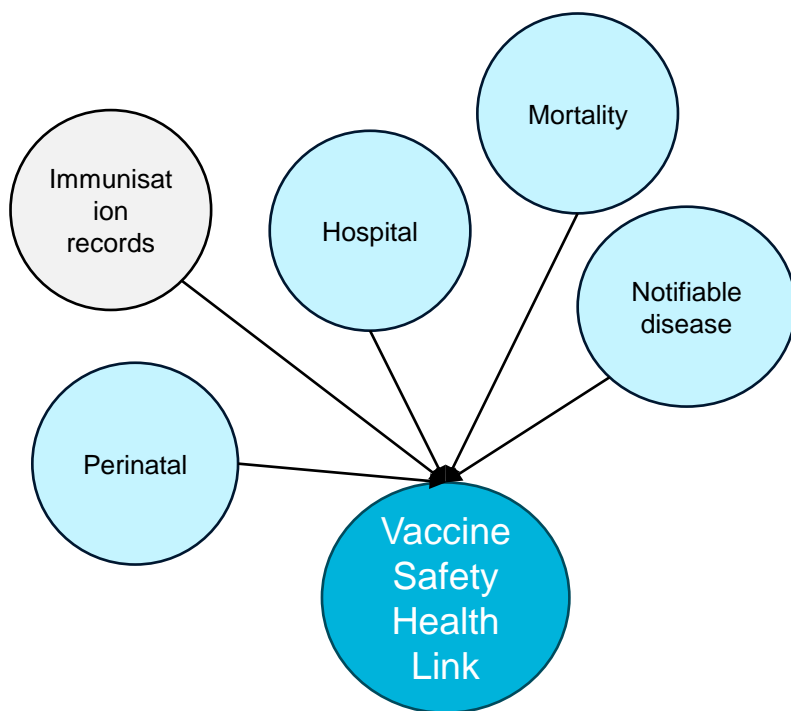 Mortality
Immunisat
ion
records
Hospital
Notifiable
disease
Perinatal
Vaccine
Safety
Health
Link